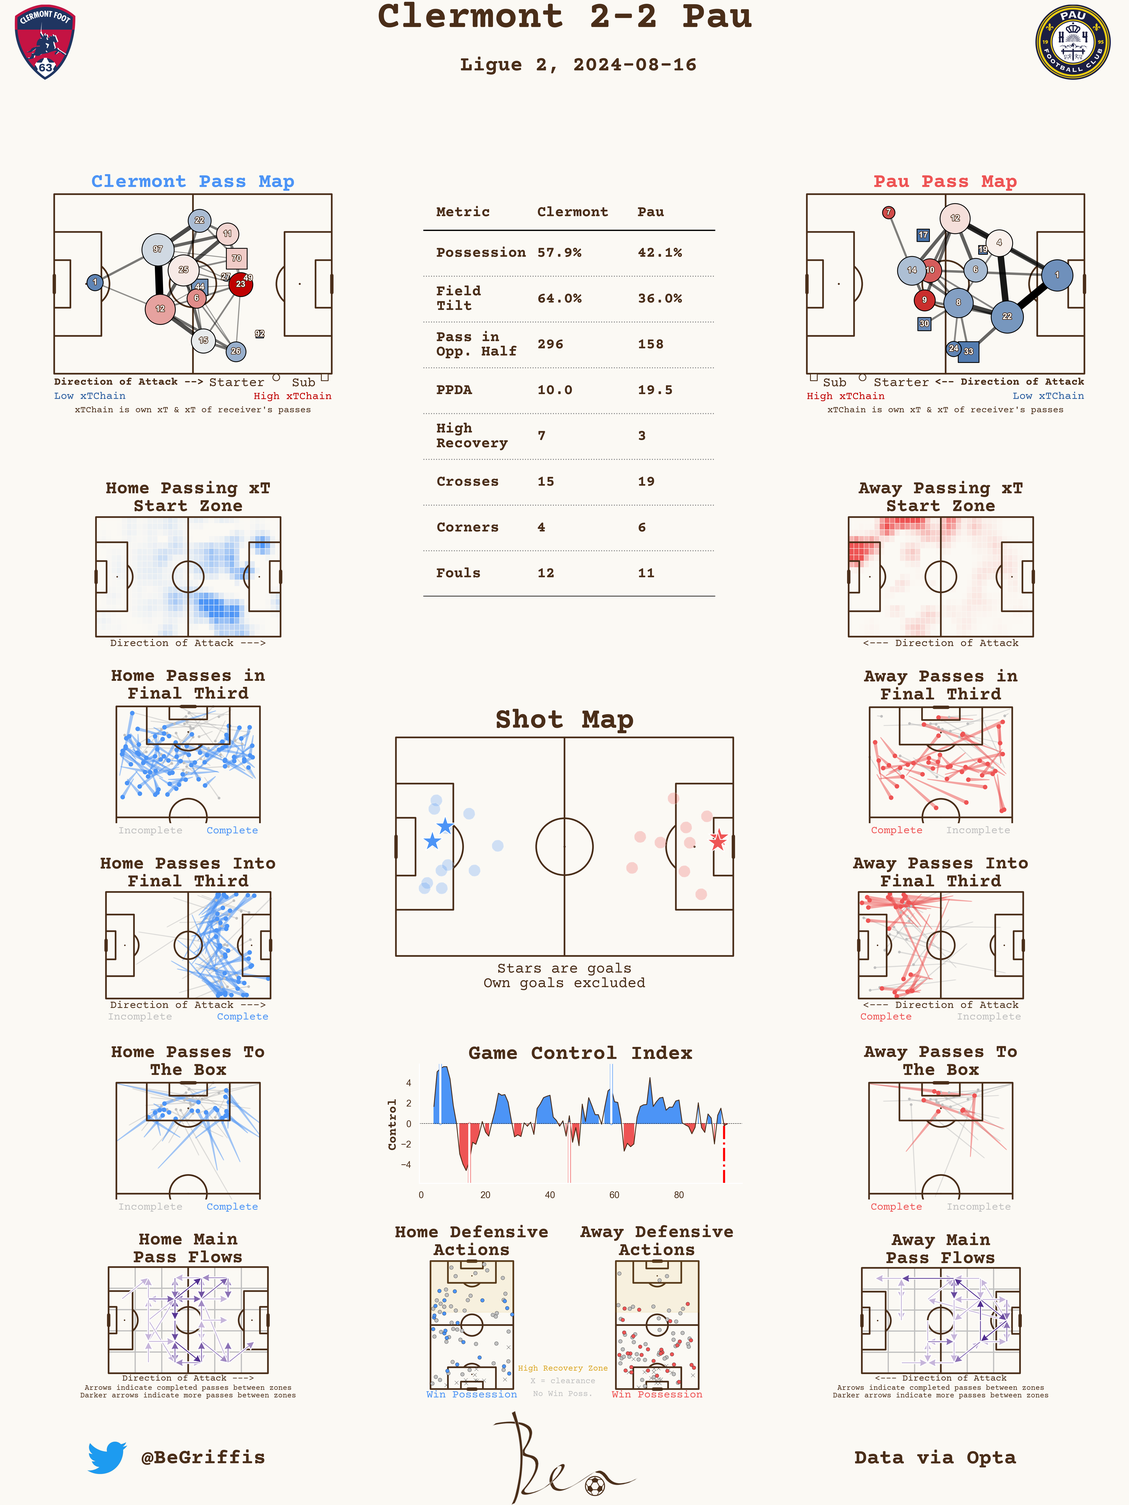 Clermont 2-2 Pau
Ligue 2, 2024-08-16
CLERMONT FOOT
63
PAU
FOOTBALL CLUB
Clermont Pass Map
22
11
97
70
25
1
44
6
23
12
15
26
92
Direction of Attack --> Starter Sub
Low xTChain High xTChain
xTChain is own xT & xT of receiver's passes
Metric Clermont Pau
Possession 57.9% 42.1%
Field
Tilt 64.0% 36.0%
Pass in
Opp. Half 296 158
PPDA 10.0 19.5
High
Recovery 7 3
Crosses 15 19
Corners 4 6
Fouls 12 11
Pau Pass Map
7
12
17
4
19
14
10
6
1
9
8
22
30
24
33
Sub Starter <-- Direction of Attack
High xTChain Low xTChain
xTChain is own xT & xT of receiver's passes
Home Passing xT
Start Zone
Direction of Attack --->
Away Passing xT
Start Zone
<--- Direction of Attack
Home Passes in
Final Third
Incomplete Complete
Away Passes in
Final Third
Complete Incomplete
Shot Map
Stars are goals
Own goals excluded
Home Passes Into
Final Third
Direction of Attack --->
Incomplete Complete
Away Passes Into
Final Third
<--- Direction of Attack
Complete Incomplete
Home Passes To
The Box
Incomplete Complete
Game Control Index
Control
4
2
0
−2
−4
0 20 40 60 80
Away Passes To
The Box
Complete Incomplete
Home Main
Pass Flows
Direction of Attack --->
Arrows indicate completed passes between zones
Darker arrows indicate more passes between zones
Home Defensive
Actions
Win Possession
High Recovery Zone
X = clearance
No Win Poss.
Away Defensive
Actions
Win Possession
Away Main
Pass Flows
<--- Direction of Attack
Arrows indicate completed passes between zones
Darker arrows indicate more passes between zones
@BeGriffis
Ben
Data via Opta